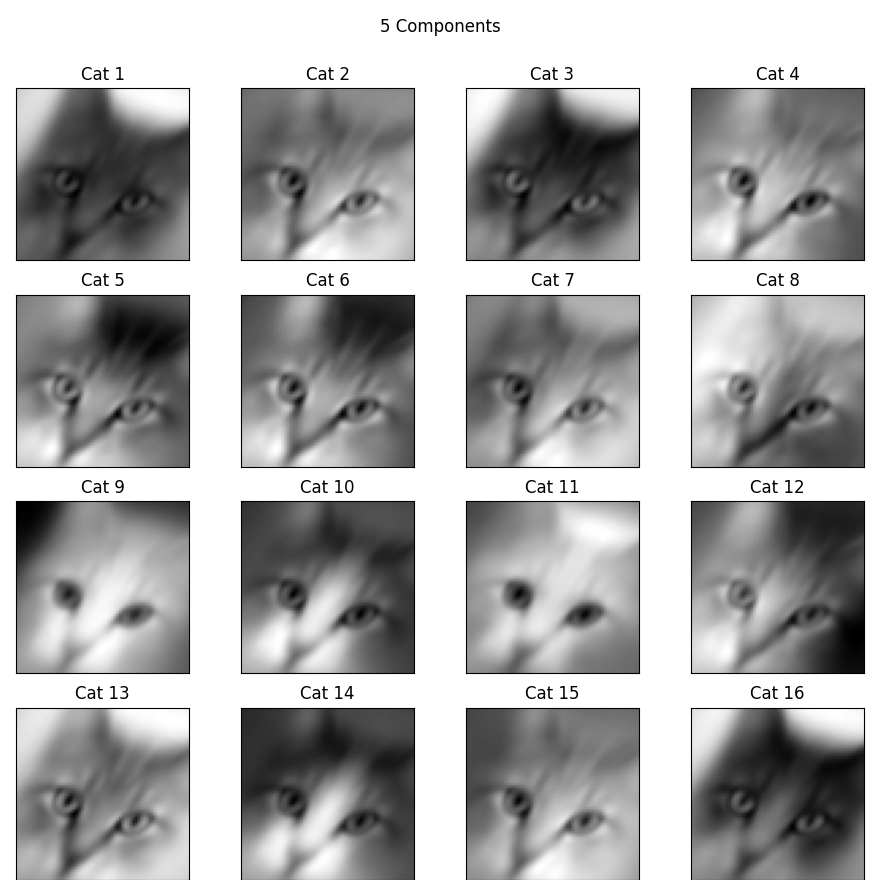 5 Components
Cat 1 Cat 2 Cat 3 Cat 4
Cat 5 Cat 6 Cat 7 Cat 8
Cat 9 Cat 10 Cat 11 Cat 12
Cat 13 Cat 14 Cat 15 Cat 16